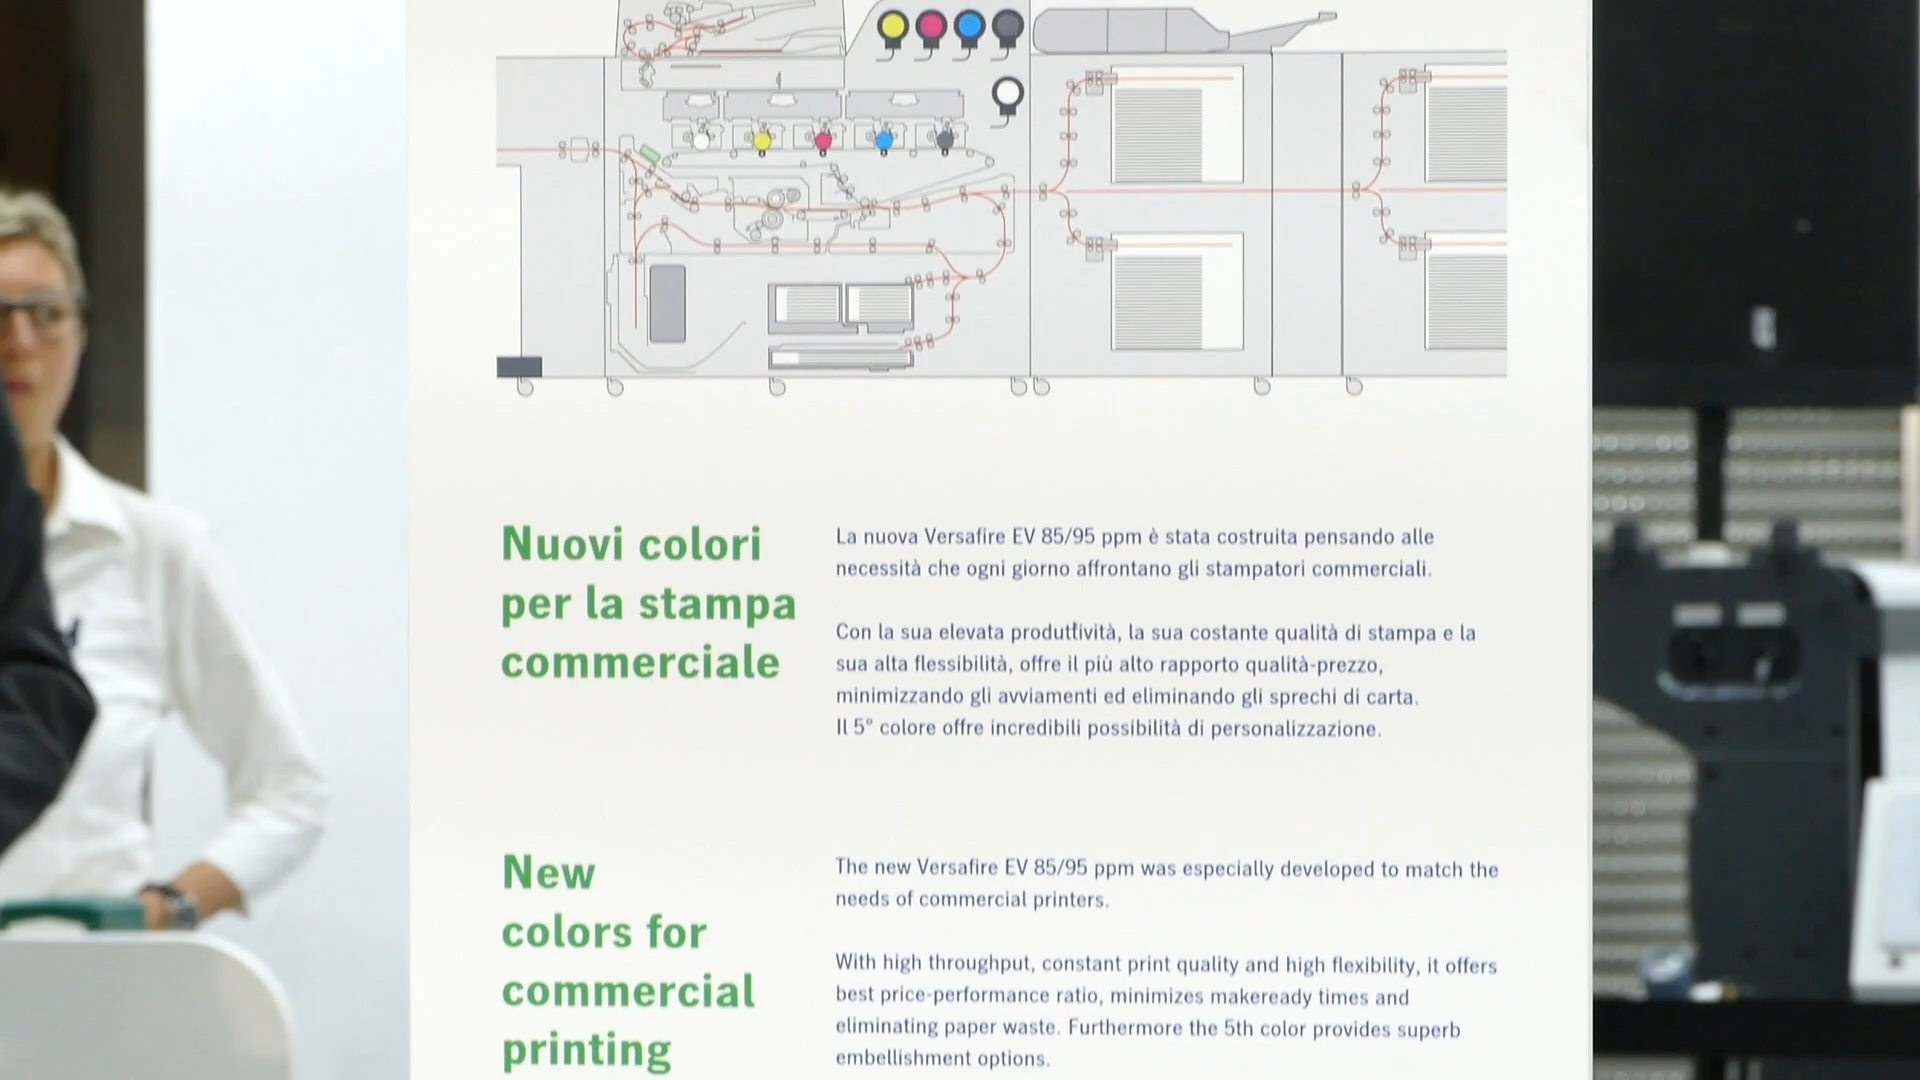 Nuovi colori
per la stampa
commerciale
La nuova Versafire EV 85/95 ppm è stata costruita pensando alle
necessità che ogni giorno affrontano gli stampatori commerciali.
Con la sua elevata produttività, la sua costante qualità di stampa e la
sua alta flessibilità, offre il più alto rapporto qualità-prezzo,
minimizzando gli avviamenti ed eliminando gli sprechi di carta.
Il 5° colore offre incredibili possibilità di personalizzazione.
New
colors for
commercial
printing
The new Versafire EV 85/95 ppm was especially developed to match the
needs of commercial printers.
With high throughput, constant print quality and high flexibility, it offers
best price-performance ratio, minimizes makeready times and
eliminating paper waste. Furthermore the 5th color provides superb
embellishment options.